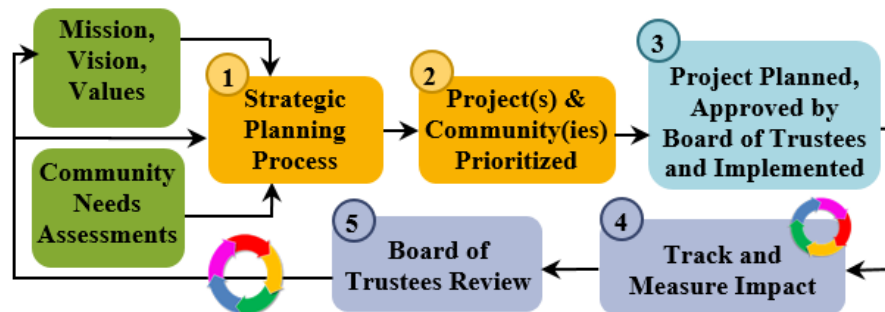 Mission,
Vision,
Values
Community
Needs
Assessments
1
Strategic
Planning
Process
2
Project(s) &
Community(ies)
Prioritized
3
Project Planned,
Approved by
Board of Trustees
and Implemented
4
Track and
Measure Impact
5
Board of
Trustees Review